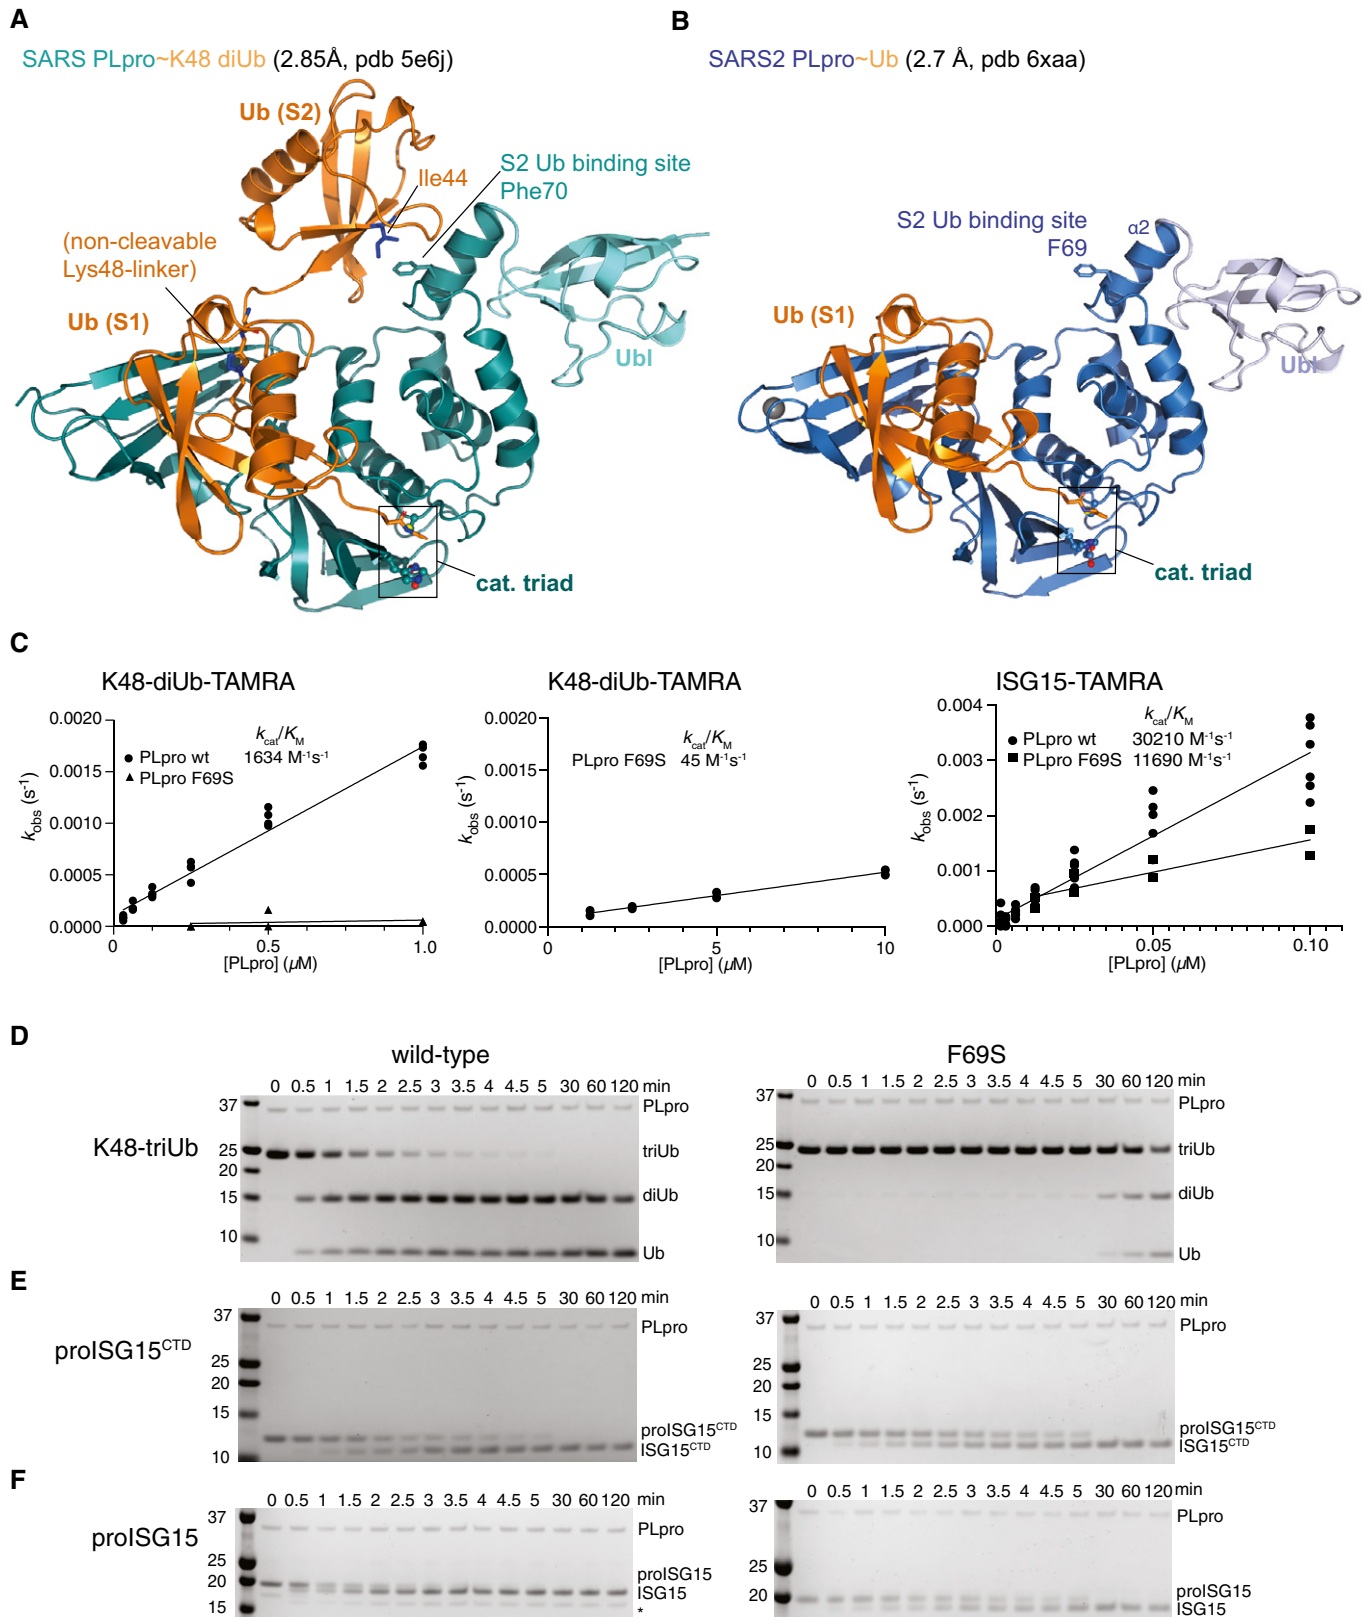 A
SARS PLpro~K48 diUb (2.85Å, pdb 5e6j)
Ub (S2)
Ile44
S2 Ub binding site
Phe70
(non-cleavable
Lys48-linker)
Ub (S1)
Ubl
cat. triad
B
SARS2 PLpro~Ub (2.7 Å, pdb 6xaa)
S2 Ub binding site
F69
α2
Ub (S1)
Ubl
cat. triad
C
K48-diUb-TAMRA
kcat/KM
PLpro wt 1634 M-1s-1
PLpro F69S
kobs (s-1)
0.0020
0.0015
0.0010
0.0005
0.0000
0 0.5 1.0
[PLpro] (µM)
K48-diUb-TAMRA
kcat/KM
PLpro F69S 45 M-1s-1
kobs (s-1)
0.0020
0.0015
0.0010
0.0005
0.0000
0 5 10
[PLpro] (µM)
ISG15-TAMRA
kcat/KM
PLpro wt 30210 M-1s-1
PLpro F69S 11690 M-1s-1
kobs (s-1)
0.004
0.003
0.002
0.001
0.000
0 0.05 0.10
[PLpro] (µM)
D
wild-type
K48-triUb
0 0.5 1 1.5 2 2.5 3 3.5 4 4.5 5 30 60 120 min
37
25
20
15
10
PLpro
triUb
diUb
Ub
F69S
0 0.5 1 1.5 2 2.5 3 3.5 4 4.5 5 30 60 120 min
37
25
20
15
10
PLpro
triUb
diUb
Ub
E
proISG15CTD
0 0.5 1 1.5 2 2.5 3 3.5 4 4.5 5 30 60 120 min
37
25
20
15
10
PLpro
proISG15CTD
ISG15CTD
0 0.5 1 1.5 2 2.5 3 3.5 4 4.5 5 30 60 120 min
37
25
20
15
10
PLpro
proISG15CTD
ISG15CTD
F
proISG15
0 0.5 1 1.5 2 2.5 3 3.5 4 4.5 5 30 60 120 min
37
25
20
15
PLpro
proISG15
ISG15
*
0 0.5 1 1.5 2 2.5 3 3.5 4 4.5 5 30 60 120 min
37
25
20
PLpro
proISG15
ISG15